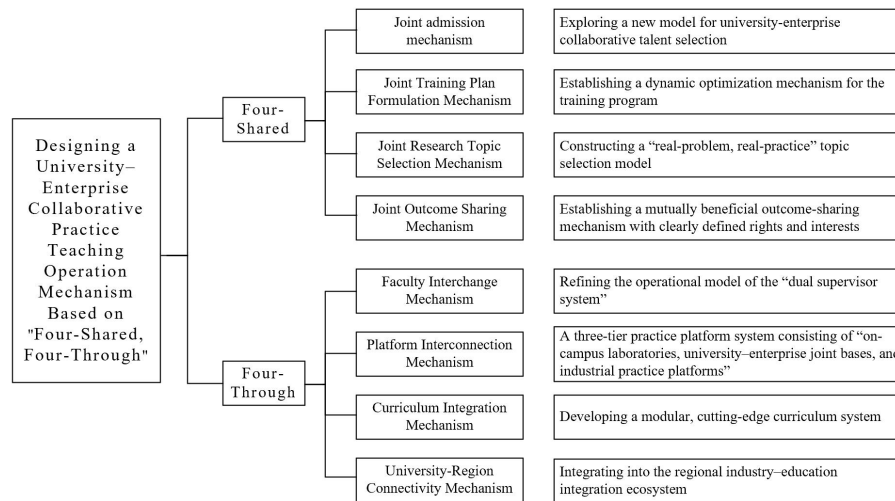 Designing a
University–
Enterprise
Collaborative
Practice
Teaching
Operation
Mechanism
Based on
"Four-Shared,
Four-Through"
Four-
Shared
Joint admission
mechanism
Exploring a new model for university-enterprise
collaborative talent selection
Joint Training Plan
Formulation Mechanism
Establishing a dynamic optimization mechanism for the
training program
Joint Research Topic
Selection Mechanism
Constructing a “real-problem, real-practice” topic
selection model
Joint Outcome Sharing
Mechanism
Establishing a mutually beneficial outcome-sharing
mechanism with clearly defined rights and interests
Four-
Through
Faculty Interchange
Mechanism
Refining the operational model of the “dual supervisor
system”
Platform Interconnection
Mechanism
A three-tier practice platform system consisting of “on-
campus laboratories, university–enterprise joint bases, and
industrial practice platforms”
Curriculum Integration
Mechanism
Developing a modular, cutting-edge curriculum system
University-Region
Connectivity Mechanism
Integrating into the regional industry–education
integration ecosystem